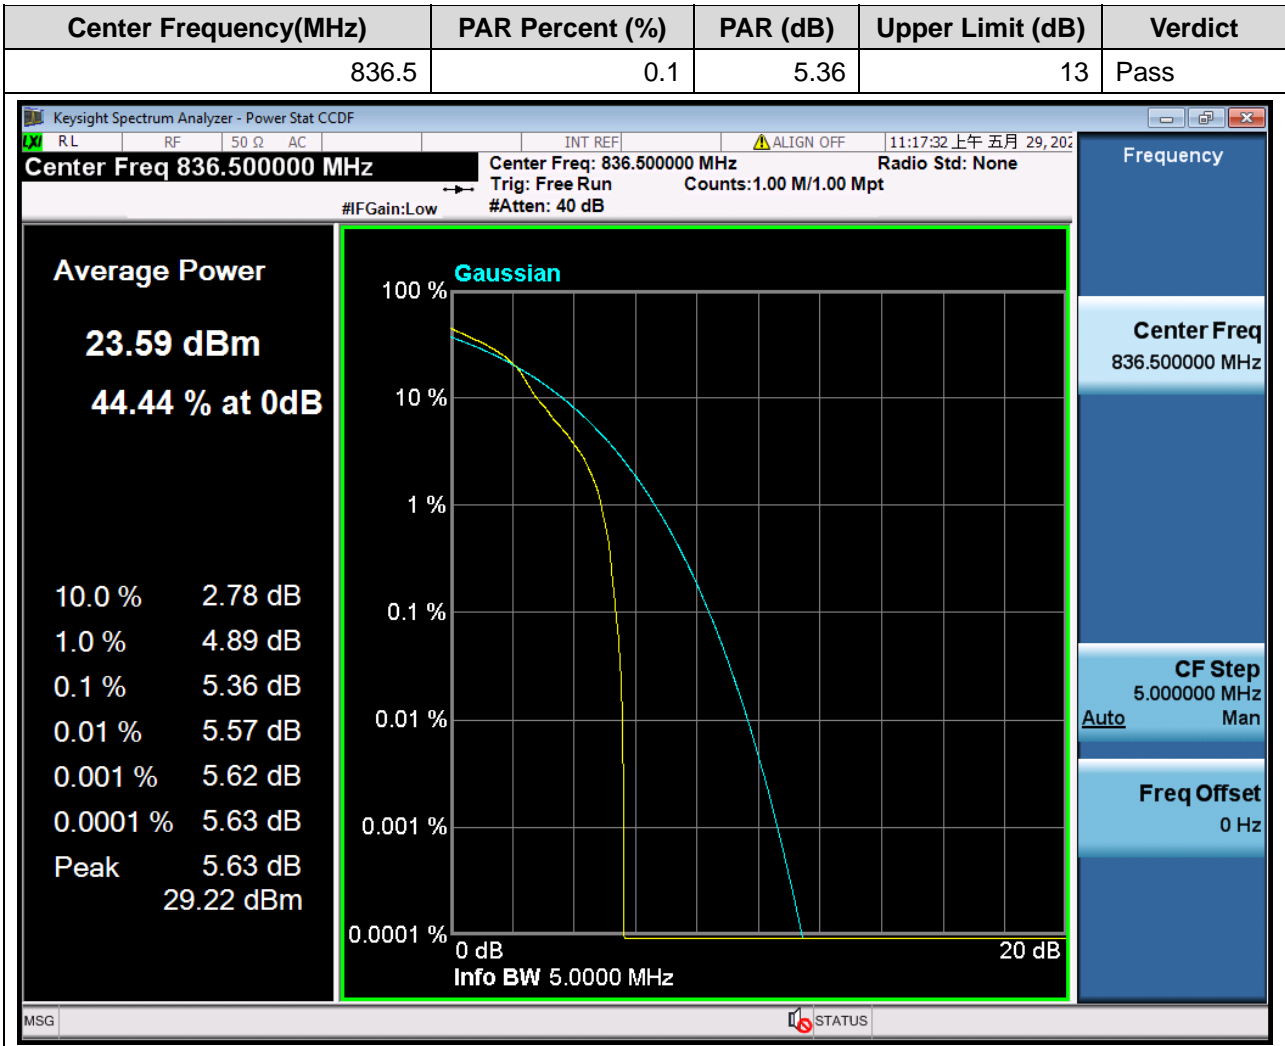 Center Frequency(MHz) PAR Percent (%) PAR (dB) Upper Limit (dB) Verdict
836.5 0.1 5.36 13 Pass
Keysight Spectrum Analyzer - Power Stat CCDF
LXI RL RF 50 Ω AC INT REF ALIGN OFF 11:17:32 上午 五月 29, 202
Center Freq 836.500000 MHz
Center Freq: 836.500000 MHz Radio Std: None
Trig: Free Run Counts:1.00 M/1.00 Mpt
#IFGain:Low #Atten: 40 dB
Frequency
Average Power
23.59 dBm
44.44 % at 0dB
10.0 % 2.78 dB
1.0 % 4.89 dB
0.1 % 5.36 dB
0.01 % 5.57 dB
0.001 % 5.62 dB
0.0001 % 5.63 dB
Peak 5.63 dB
29.22 dBm
Gaussian
100 %
10 %
1 %
0.1 %
0.01 %
0.001 %
0.0001 %
0 dB 20 dB
Info BW 5.0000 MHz
Center Freq
836.500000 MHz
CF Step
5.000000 MHz
Auto Man
Freq Offset
0 Hz
MSG STATUS